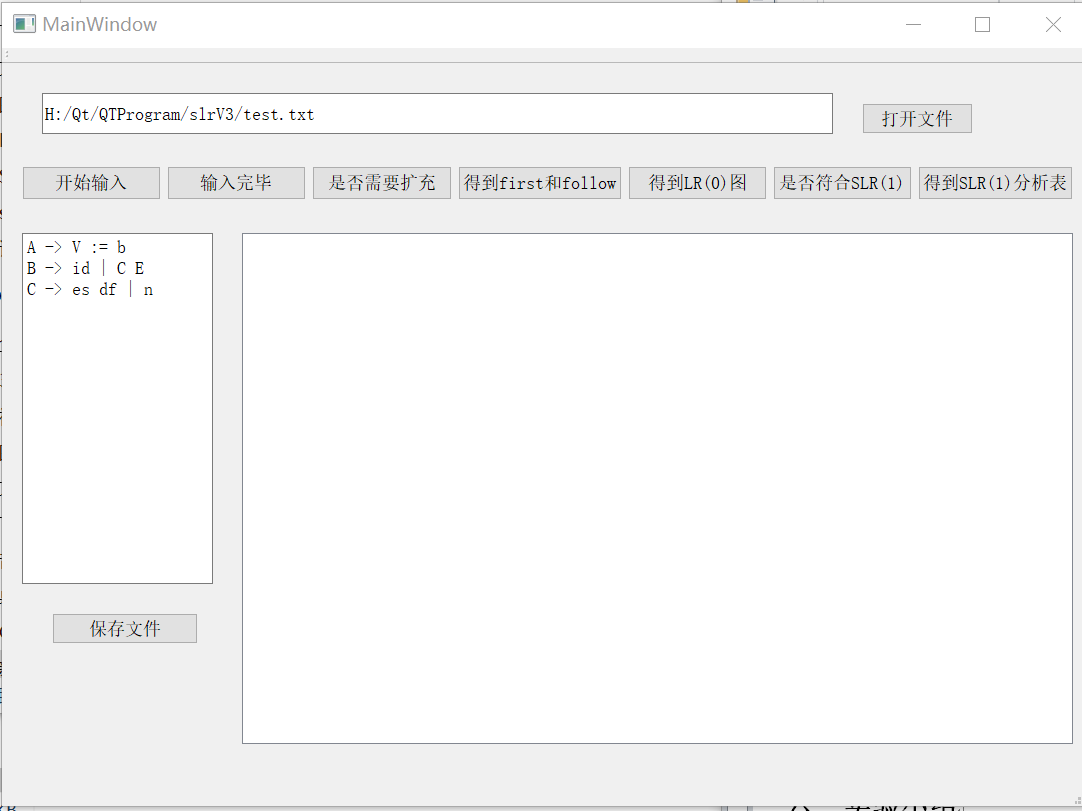 MainWindow
H:/Qt/QTProgram/slrV3/test.txt
打开文件
开始输入
输入完毕
是否需要扩充
得到first和follow
得到LR(0)图
是否符合SLR(1)
得到SLR(1)分析表
A -> V := b
B -> id | C E
C -> es df | n
保存文件